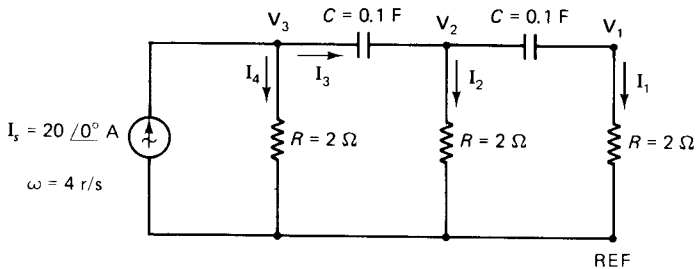 C = 0.1 F
C = 0.1 F
V₃
V₂
V₁
I₄
I₃
I₂
I₁
Iₛ = 20 /0° A
R = 2 Ω
R = 2 Ω
R = 2 Ω
ω = 4 r/s
REF